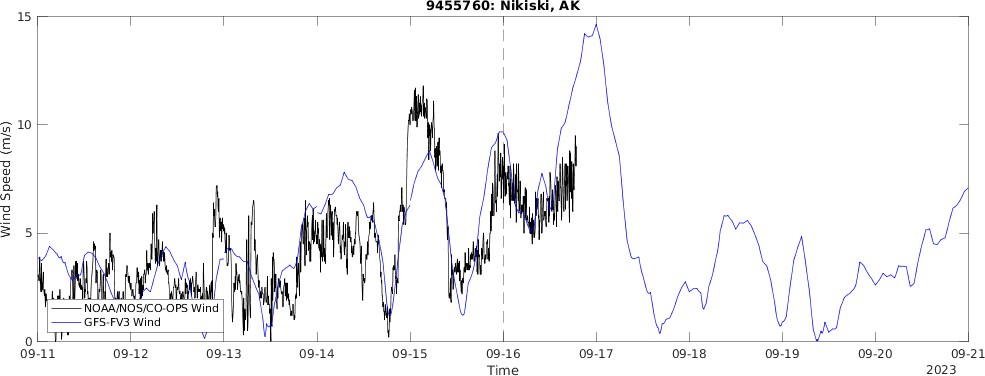 9455760: Nikiski, AK
15
10
5
0
Wind Speed (m/s)
NOAA/NOS/CO-OPS Wind
GFS-FV3 Wind
09-11 09-12 09-13 09-14 09-15 09-16 09-17 09-18 09-19 09-20 09-21
Time
2023